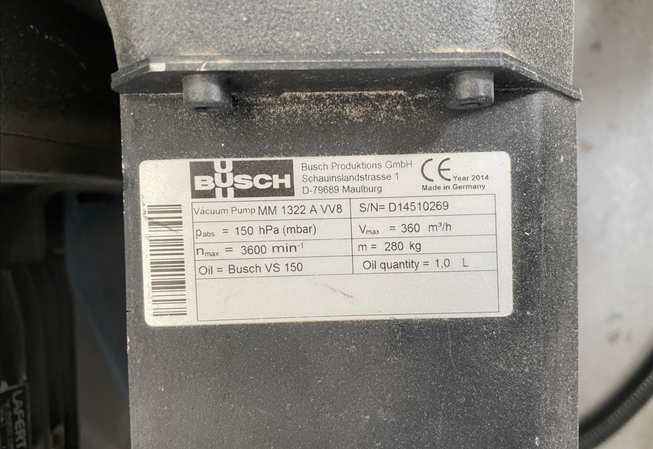 BUSCH
Busch Produktions GmbH
Schauinslandstrasse 1
D-79689 Maulburg
CE Year 2014
Made in Germany
Vacuum Pump MM 1322 A VV8
S/N= D14510269
pabs = 150 hPa (mbar)
Vmax = 360 m³/h
nmax = 3600 min-1
m = 280 kg
Oil = Busch VS 150
Oil quantity = 1,0 L
LAFERT